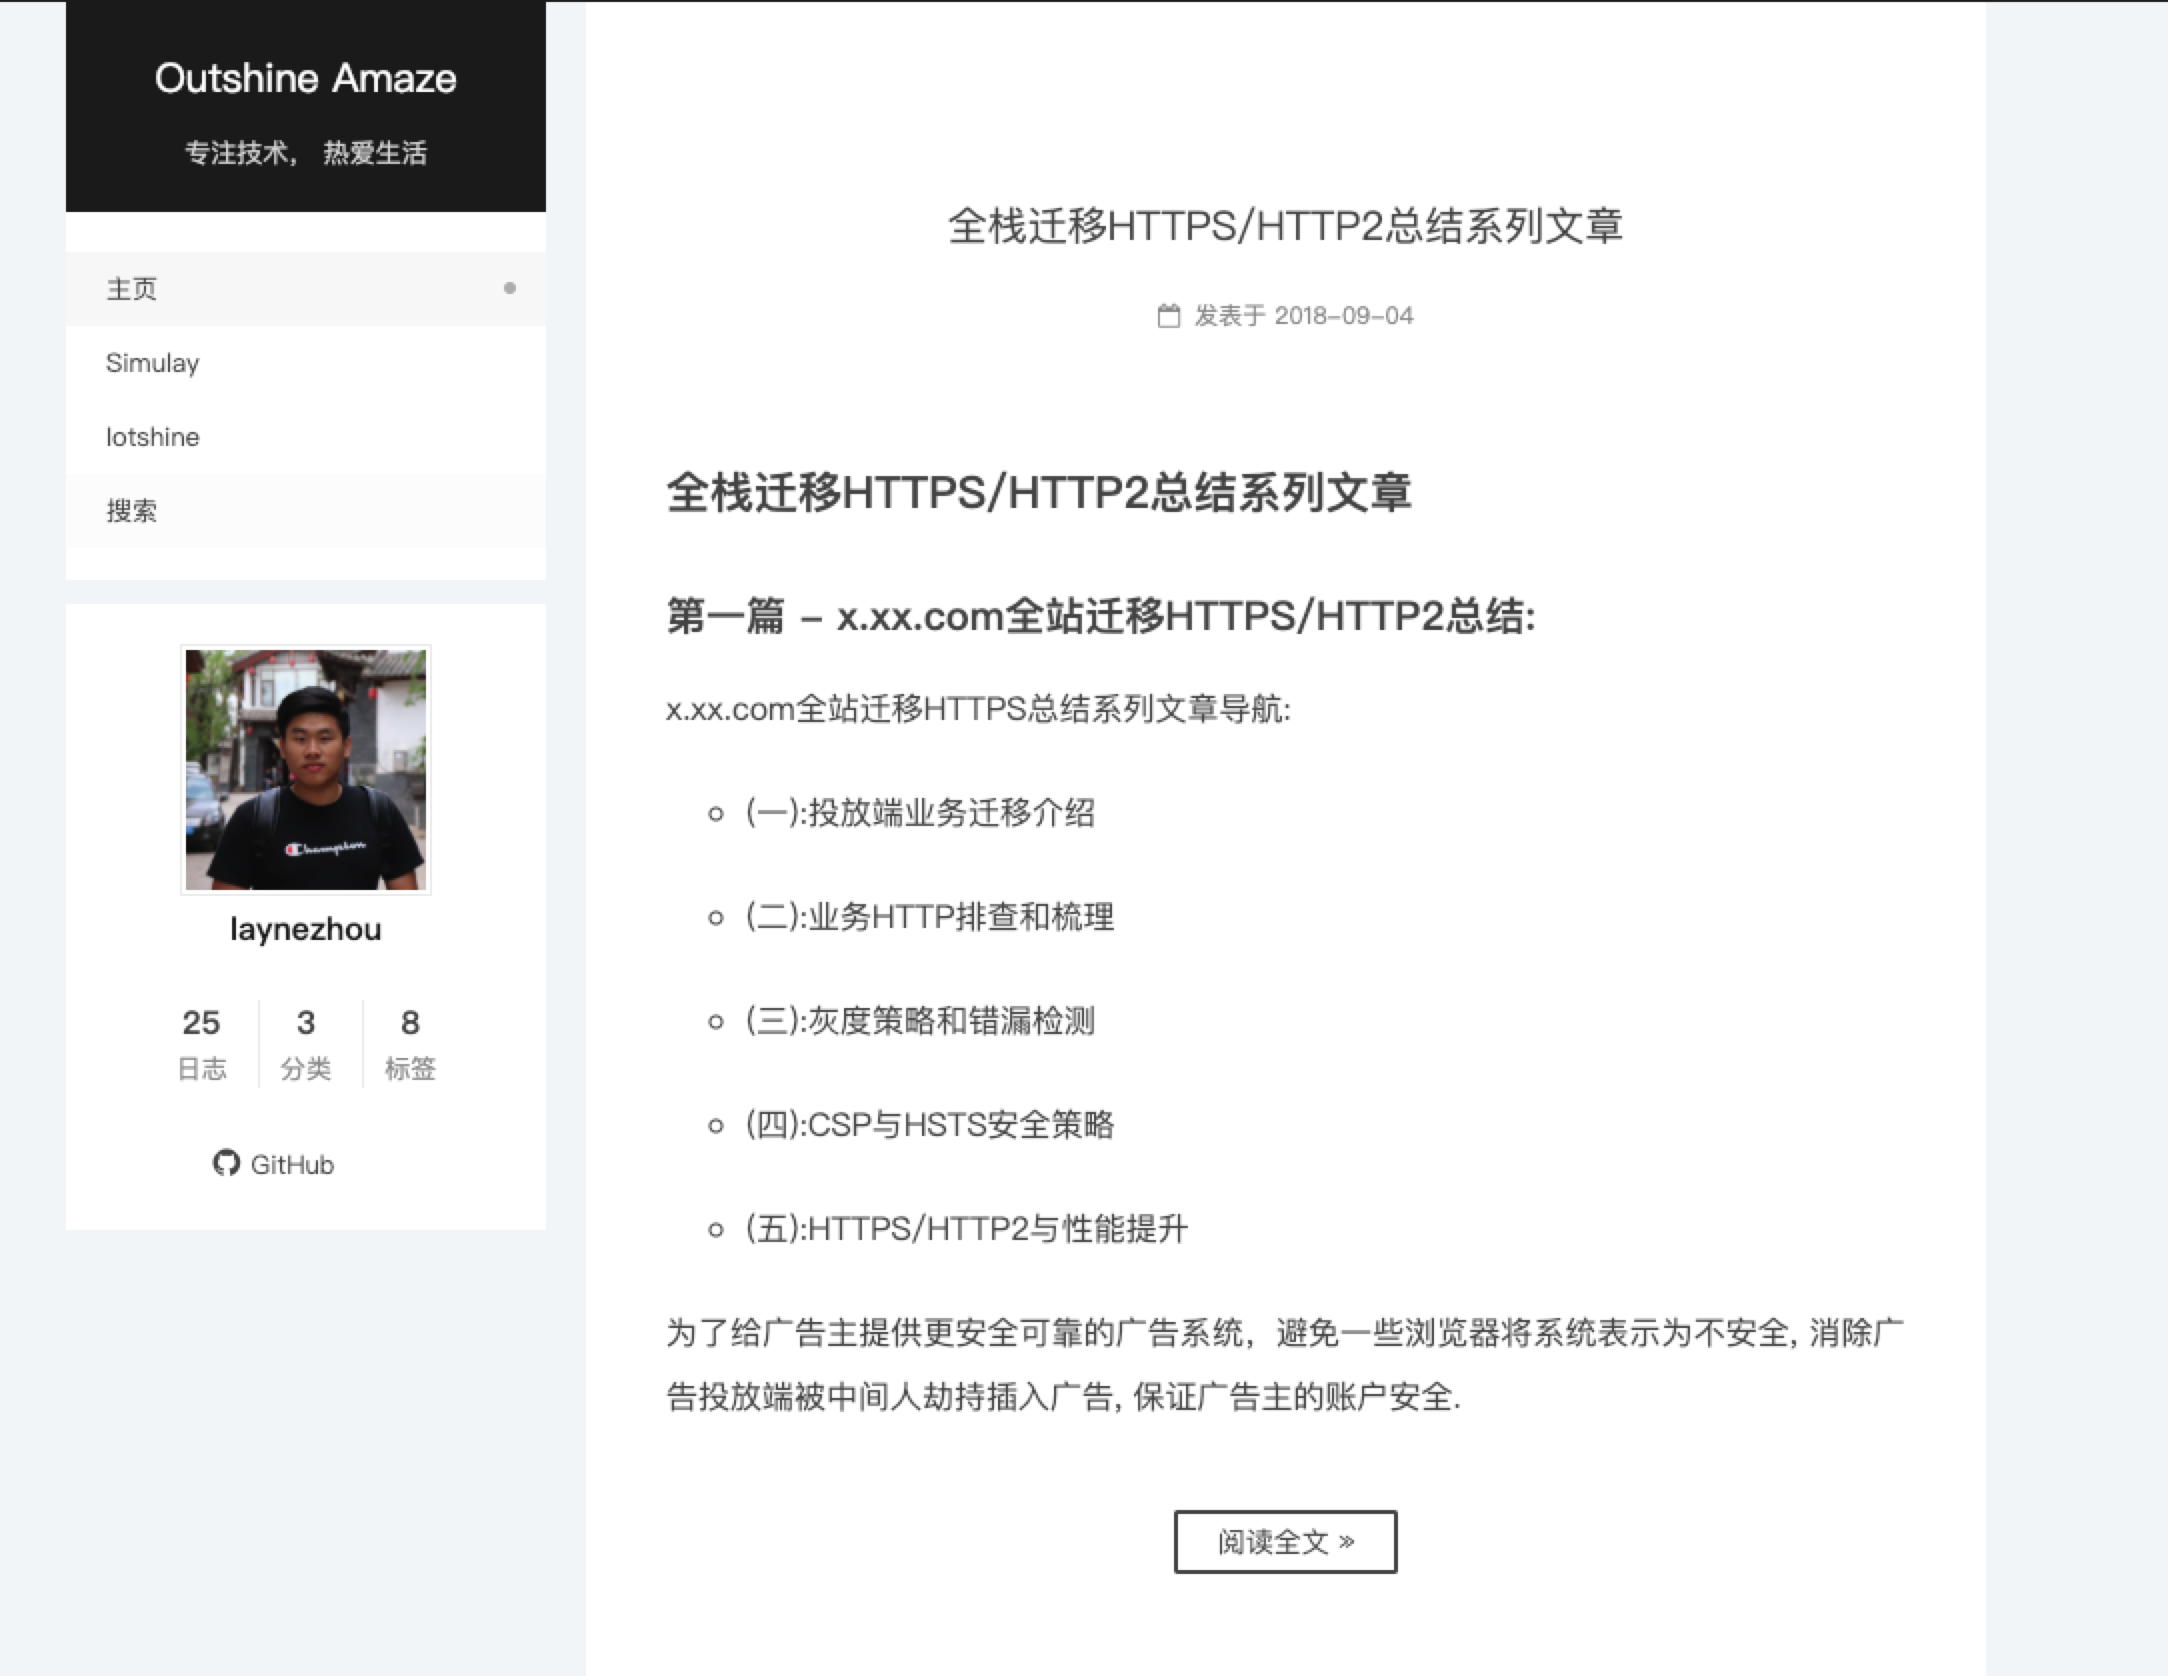 Outshine Amaze
专注技术， 热爱生活
主页
Simulay
lotshine
搜索
Champion
laynezhou
25
日志
3
分类
8
标签
GitHub
全栈迁移HTTPS/HTTP2总结系列文章
发表于 2018-09-04
全栈迁移HTTPS/HTTP2总结系列文章
第一篇 - x.xx.com全站迁移HTTPS/HTTP2总结:
x.xx.com全站迁移HTTPS总结系列文章导航:
(一):投放端业务迁移介绍
(二):业务HTTP排查和梳理
(三):灰度策略和错漏检测
(四):CSP与HSTS安全策略
(五):HTTPS/HTTP2与性能提升
为了给广告主提供更安全可靠的广告系统，避免一些浏览器将系统表示为不安全, 消除广
告投放端被中间人劫持插入广告, 保证广告主的账户安全.
阅读全文 »